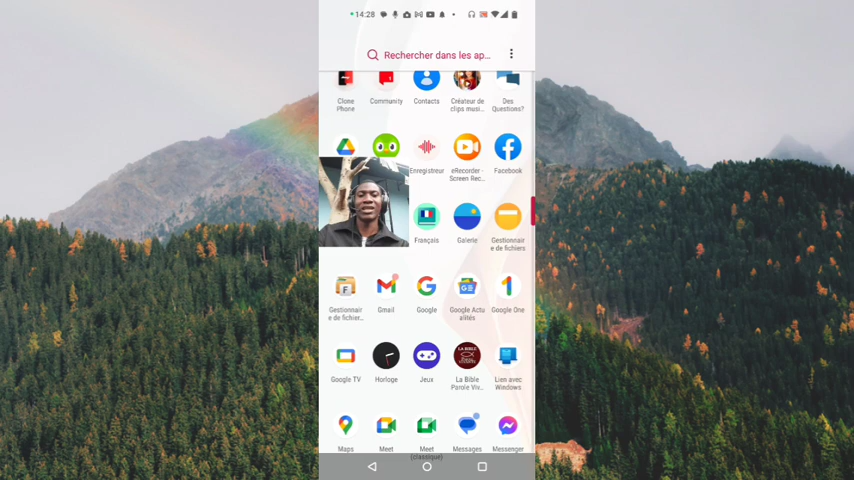 14:28
Rechercher dans les ap...
Clone
Phone
Community
Contacts
Créateur de
clips musi...
Des
Questions?
Enregistreur
eRecorder -
Screen Rec...
Facebook
Français
Galerie
Gestionnair
e de fichiers
Gestionnair
e de fichier...
Gmail
Google
Google Actu
alités
Google One
Google TV
Horloge
Jeux
LA BIBLE
La Bible
Parole Viv...
Lien avec
Windows
Maps
Meet
Meet
(classique)
Messages
Messenger